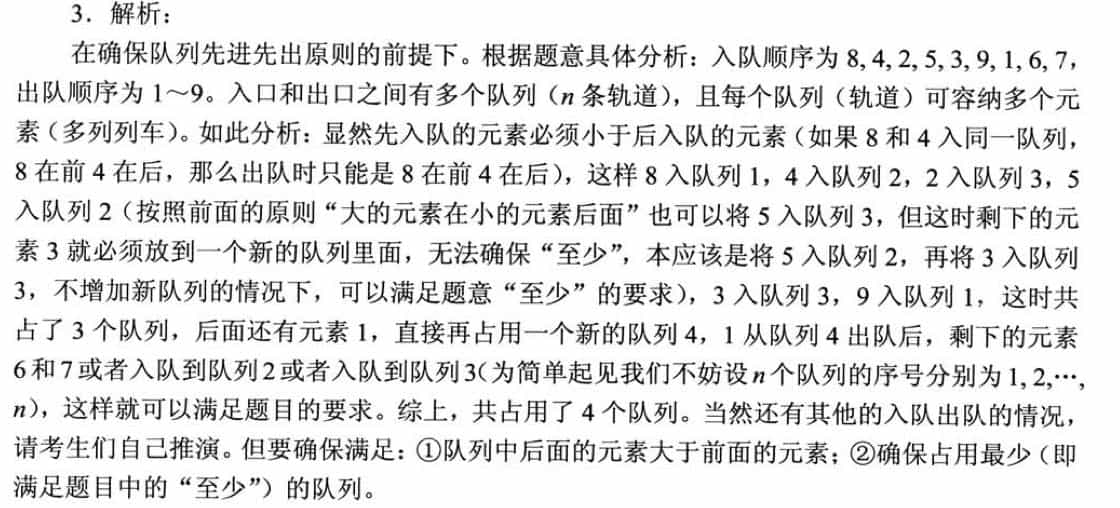 3．解析：
在确保队列先进先出原则的前提下。根据题意具体分析：入队顺序为 8, 4, 2, 5, 3, 9, 1, 6, 7，
出队顺序为 1～9。入口和出口之间有多个队列（n 条轨道），且每个队列（轨道）可容纳多个元
素（多列列车）。如此分析：显然先入队的元素必须小于后入队的元素（如果 8 和 4 入同一队列，
8 在前 4 在后，那么出队时只能是 8 在前 4 在后），这样 8 入队列 1，4 入队列 2，2 入队列 3，5
入队列 2（按照前面的原则“大的元素在小的元素后面”也可以将 5 入队列 3，但这时剩下的元
素 3 就必须放到一个新的队列里面，无法确保“至少”，本应该是将 5 入队列 2，再将 3 入队列
3，不增加新队列的情况下，可以满足题意“至少”的要求），3 入队列 3，9 入队列 1，这时共
占了 3 个队列，后面还有元素 1，直接再占用一个新的队列 4，1 从队列 4 出队后，剩下的元素
6 和 7 或者入队到队列 2 或者入队到队列 3（为简单起见我们不妨设 n 个队列的序号分别为 1, 2,…,
n），这样就可以满足题目的要求。综上，共占用了 4 个队列。当然还有其他的入队出队的情况，
请考生们自己推演。但要确保满足：①队列中后面的元素大于前面的元素；②确保占用最少（即
满足题目中的“至少”）的队列。